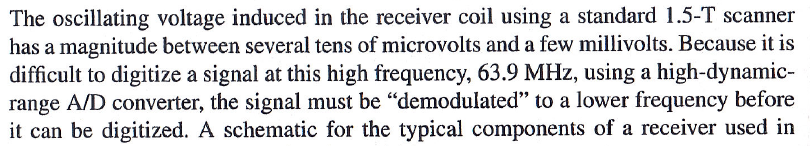 The oscillating voltage induced in the receiver coil using a standard 1.5-T scanner
has a magnitude between several tens of microvolts and a few millivolts. Because it is
difficult to digitize a signal at this high frequency, 63.9 MHz, using a high-dynamic-
range A/D converter, the signal must be “demodulated” to a lower frequency before
it can be digitized. A schematic for the typical components of a receiver used in